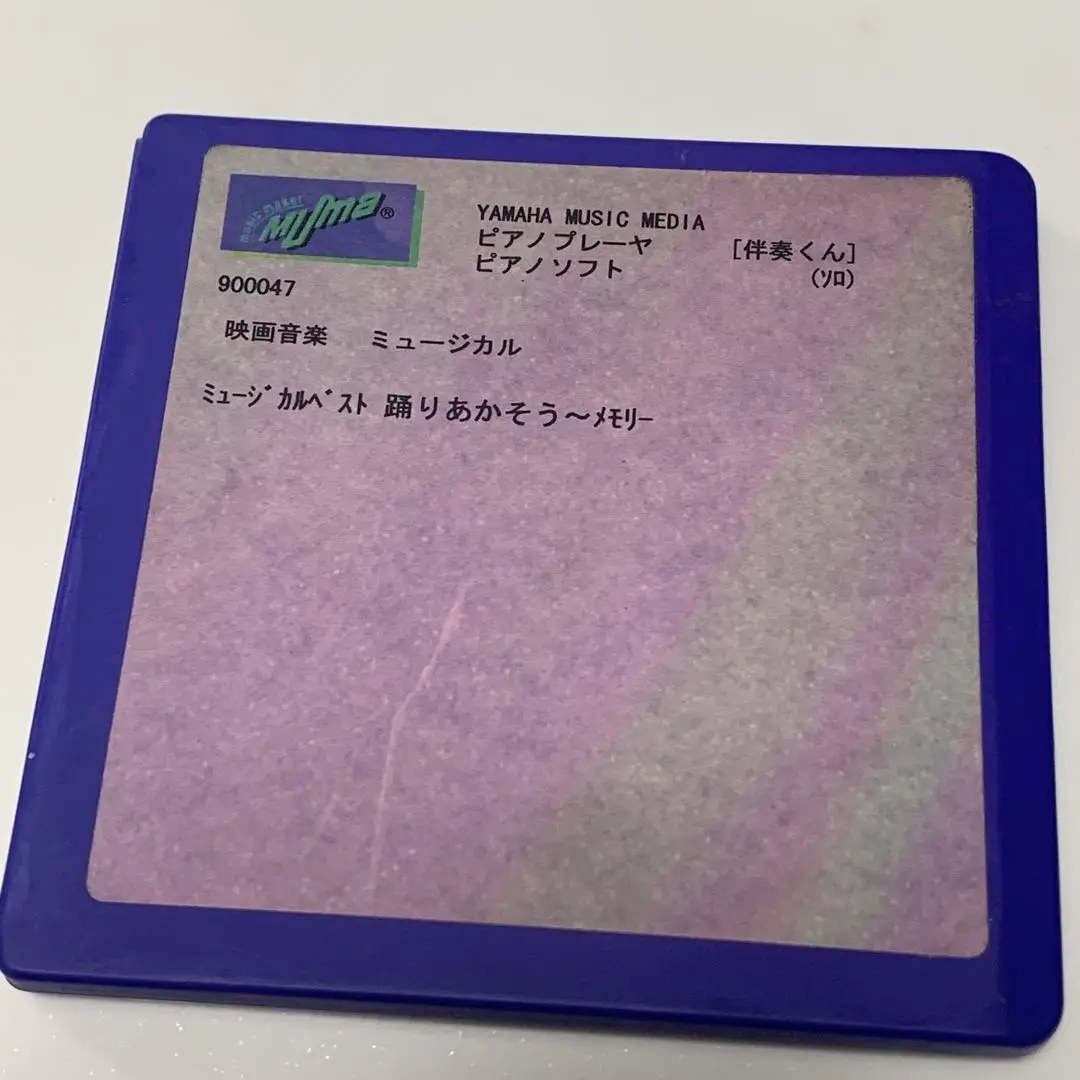 music maker
MUma®
YAMAHA MUSIC MEDIA
ピアノプレーヤ [伴奏くん]
ピアノソフト (ｿﾛ)
900047
映画音楽 ミュージカル
ﾐｭｰｼﾞｶﾙﾍﾞｽﾄ 踊りあかそう～ﾒﾓﾘｰ